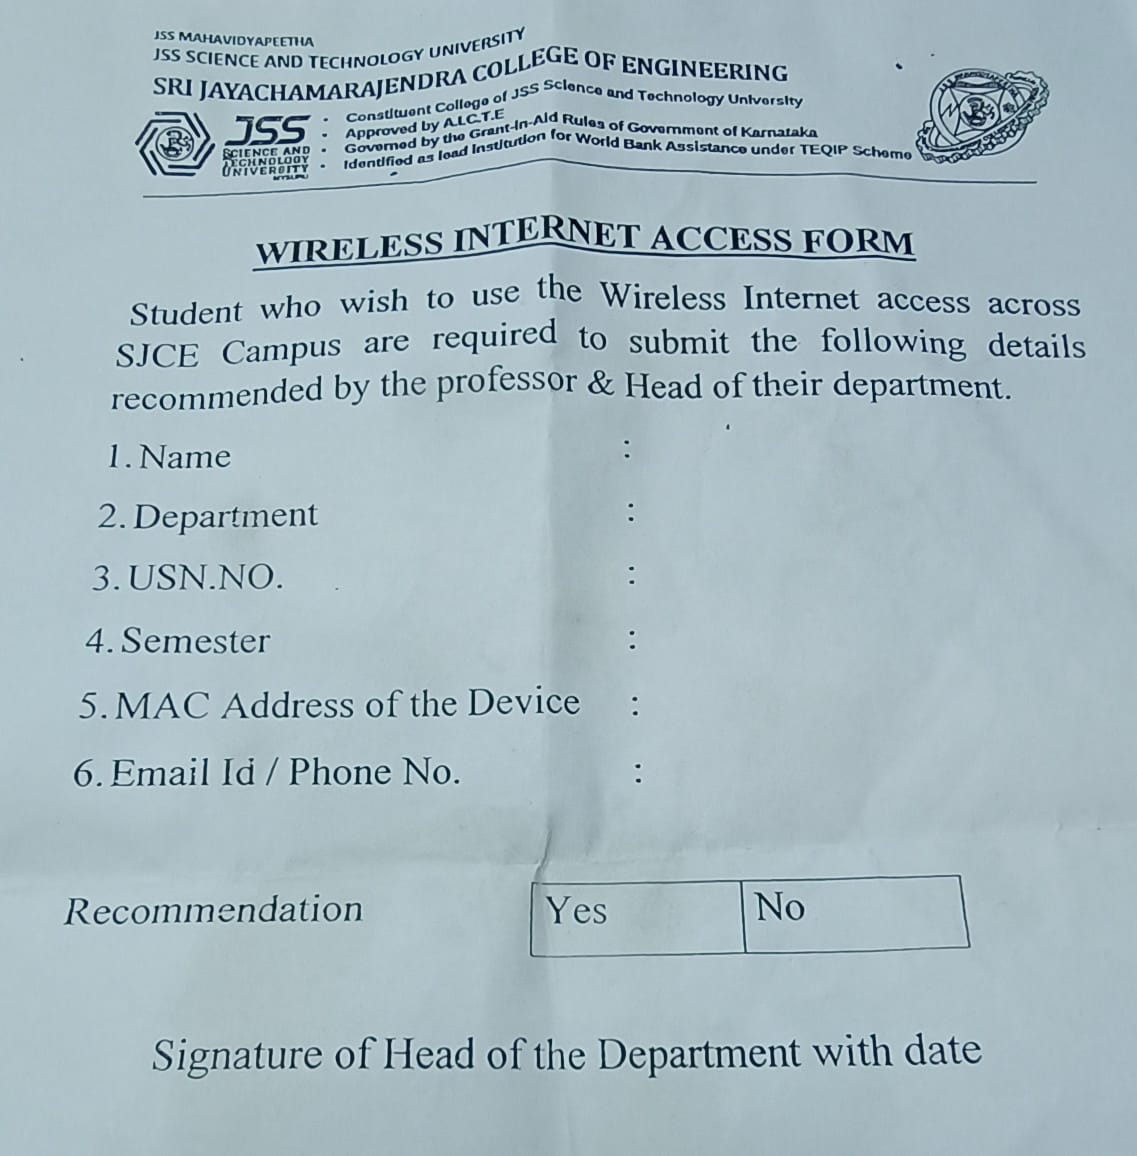 JSS MAHAVIDYAPEETHA
JSS SCIENCE AND TECHNOLOGY UNIVERSITY
SRI JAYACHAMARAJENDRA COLLEGE OF ENGINEERING
JSS
SCIENCE AND
TECHNOLOGY
UNIVERSITY
MYSURU
• Constituent College of JSS Science and Technology University
• Approved by A.I.C.T.E
• Governed by the Grant-in-Aid Rules of Government of Karnataka
• Identified as lead Institution for World Bank Assistance under TEQIP Scheme
WIRELESS INTERNET ACCESS FORM
Student who wish to use the Wireless Internet access across
SJCE Campus are required to submit the following details
recommended by the professor & Head of their department.
1. Name :
2. Department :
3. USN.NO. :
4. Semester :
5. MAC Address of the Device :
6. Email Id / Phone No. :
Recommendation Yes No
Signature of Head of the Department with date